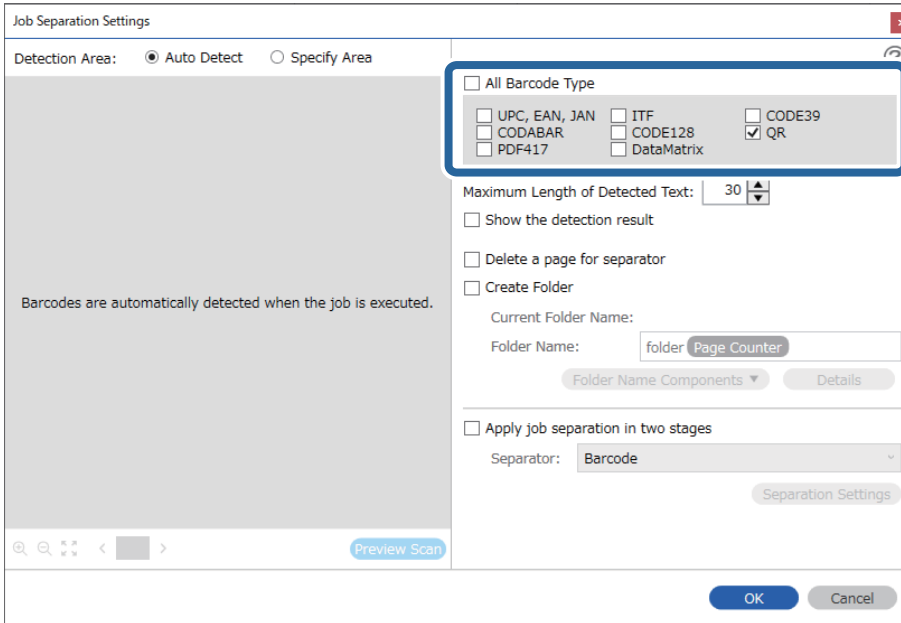 Job Separation Settings
Detection Area: Auto Detect Specify Area
All Barcode Type
UPC, EAN, JAN ITF CODE39
CODABAR CODE128 QR
PDF417 DataMatrix
Maximum Length of Detected Text: 30
Show the detection result
Delete a page for separator
Create Folder
Barcodes are automatically detected when the job is executed.
Current Folder Name:
Folder Name: folder Page Counter
Folder Name Components Details
Apply job separation in two stages
Separator: Barcode
Separation Settings
Preview Scan
OK Cancel